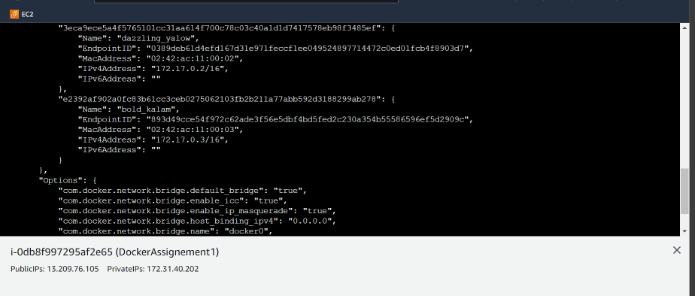 EC2
"3eca9ece5a4f5765101cc31aa614f700c78c03c40a1d1d7417578eb98f3485ef": {
"Name": "dazzling_yalow",
"EndpointID": "0389deb61d4efd167d31e971feccf1ee049524897714472c0ed01fcb4f8903d7",
"MacAddress": "02:42:ac:11:00:02",
"IPv4Address": "172.17.0.2/16",
"IPv6Address": ""
},
"e2392af902a0fc83b61cc3ceb0275062103fb2b211a77abb592d3188299ab278": {
"Name": "bold_kalam",
"EndpointID": "893d49cce54f972c62ade3f56e5dbf4bd5fed2c230a354b55586596ef5d2909c",
"MacAddress": "02:42:ac:11:00:03",
"IPv4Address": "172.17.0.3/16",
"IPv6Address": ""
}
},
"Options": {
"com.docker.network.bridge.default_bridge": "true",
"com.docker.network.bridge.enable_icc": "true",
"com.docker.network.bridge.enable_ip_masquerade": "true",
"com.docker.network.bridge.host_binding_ipv4": "0.0.0.0",
"com.docker.network.bridge.name": "docker0",
i-0db8f997295af2e65 (DockerAssignement1)
PublicIPs: 13.209.76.105 PrivateIPs: 172.31.40.202